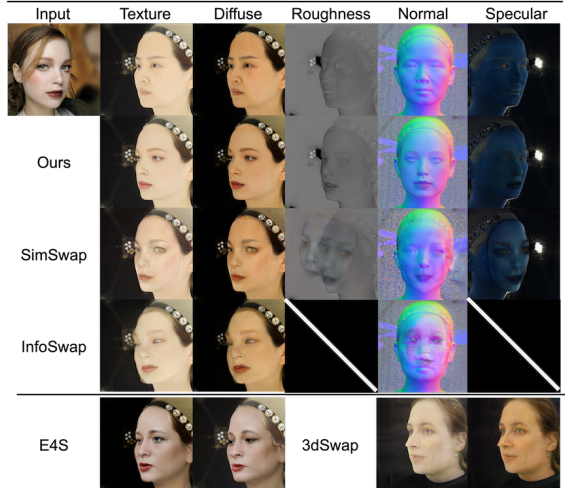 Input Texture Diffuse Roughness Normal Specular
Ours
SimSwap
InfoSwap
E4S 3dSwap